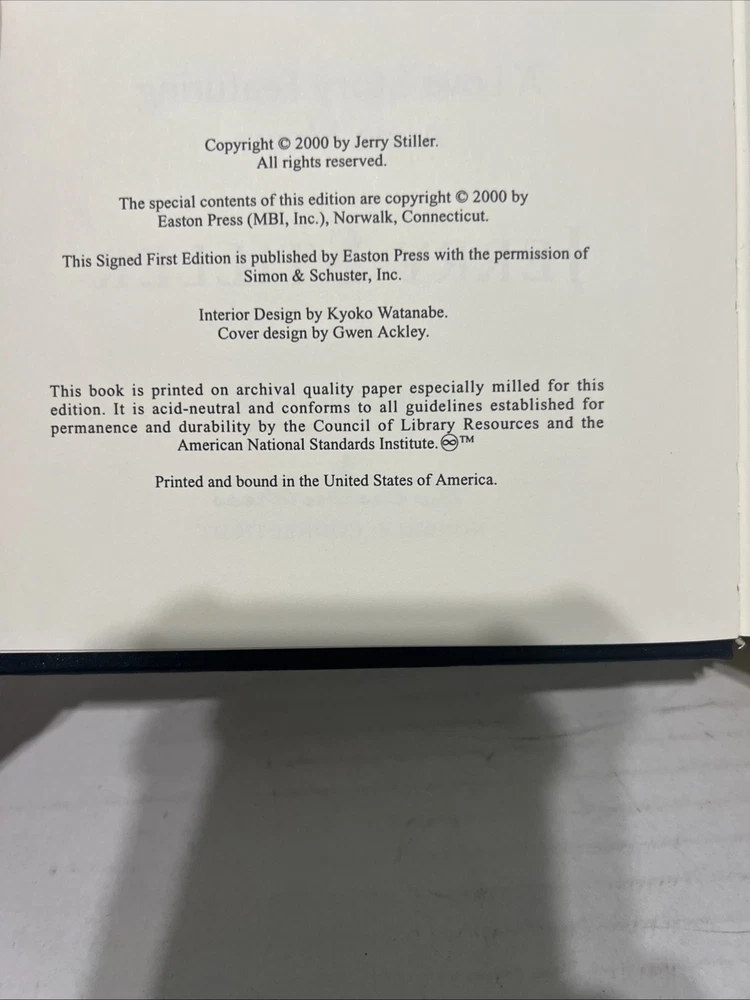 Copyright © 2000 by Jerry Stiller.
All rights reserved.
The special contents of this edition are copyright © 2000 by
Easton Press (MBI, Inc.), Norwalk, Connecticut.
This Signed First Edition is published by Easton Press with the permission of
Simon & Schuster, Inc.
Interior Design by Kyoko Watanabe.
Cover design by Gwen Ackley.
This book is printed on archival quality paper especially milled for this
edition. It is acid-neutral and conforms to all guidelines established for
permanence and durability by the Council of Library Resources and the
American National Standards Institute. ♾™
Printed and bound in the United States of America.